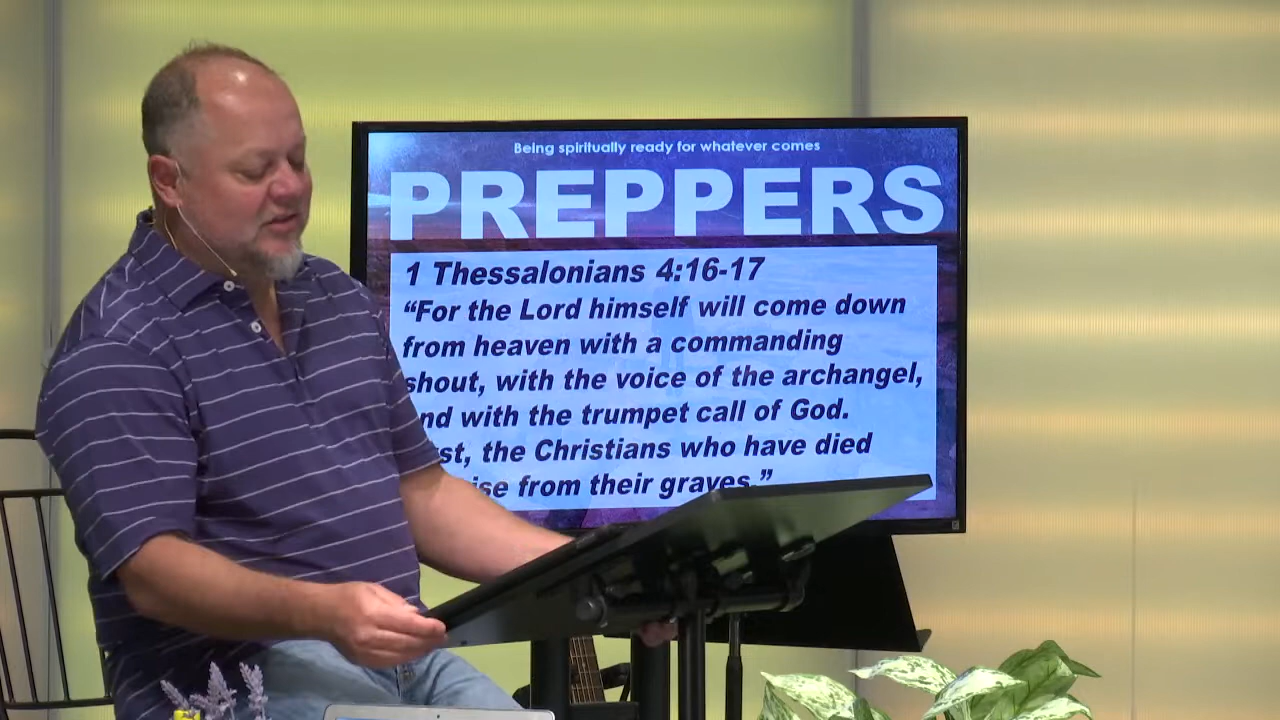 Being spiritually ready for whatever comes
PREPPERS
1 Thessalonians 4:16-17
“For the Lord himself will come down
from heaven with a commanding
shout, with the voice of the archangel,
and with the trumpet call of God.
the Christians who have died
from their graves.”